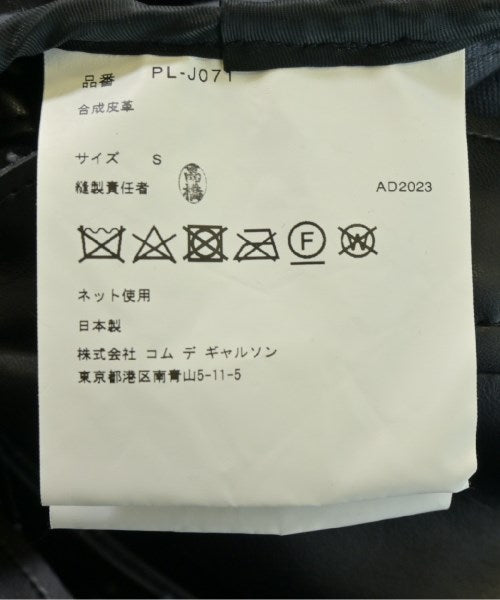 品番 PL-J071
合成皮革
サイズ S
縫製責任者 高橋
AD2023
F W
ネット使用
日本製
株式会社 コム デ ギャルソン
東京都港区南青山5-11-5